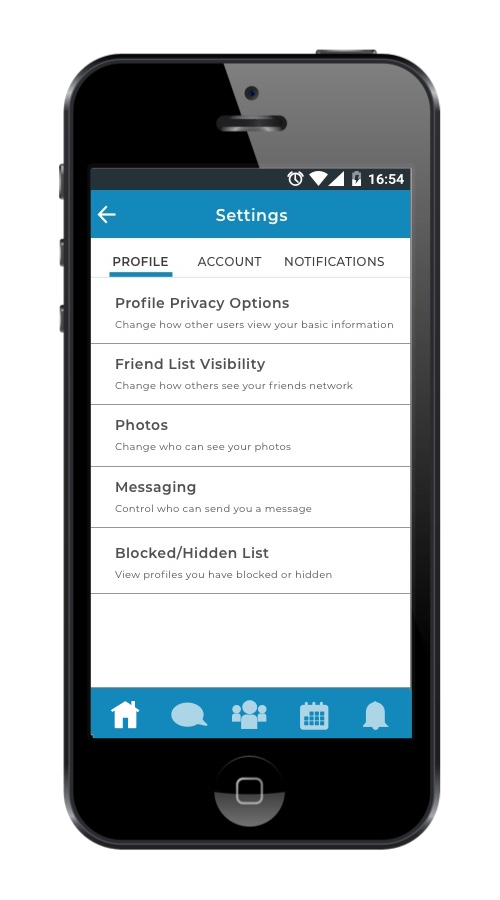 16:54
Settings
PROFILE ACCOUNT NOTIFICATIONS
Profile Privacy Options
Change how other users view your basic information
Friend List Visibility
Change how others see your friends network
Photos
Change who can see your photos
Messaging
Control who can send you a message
Blocked/Hidden List
View profiles you have blocked or hidden